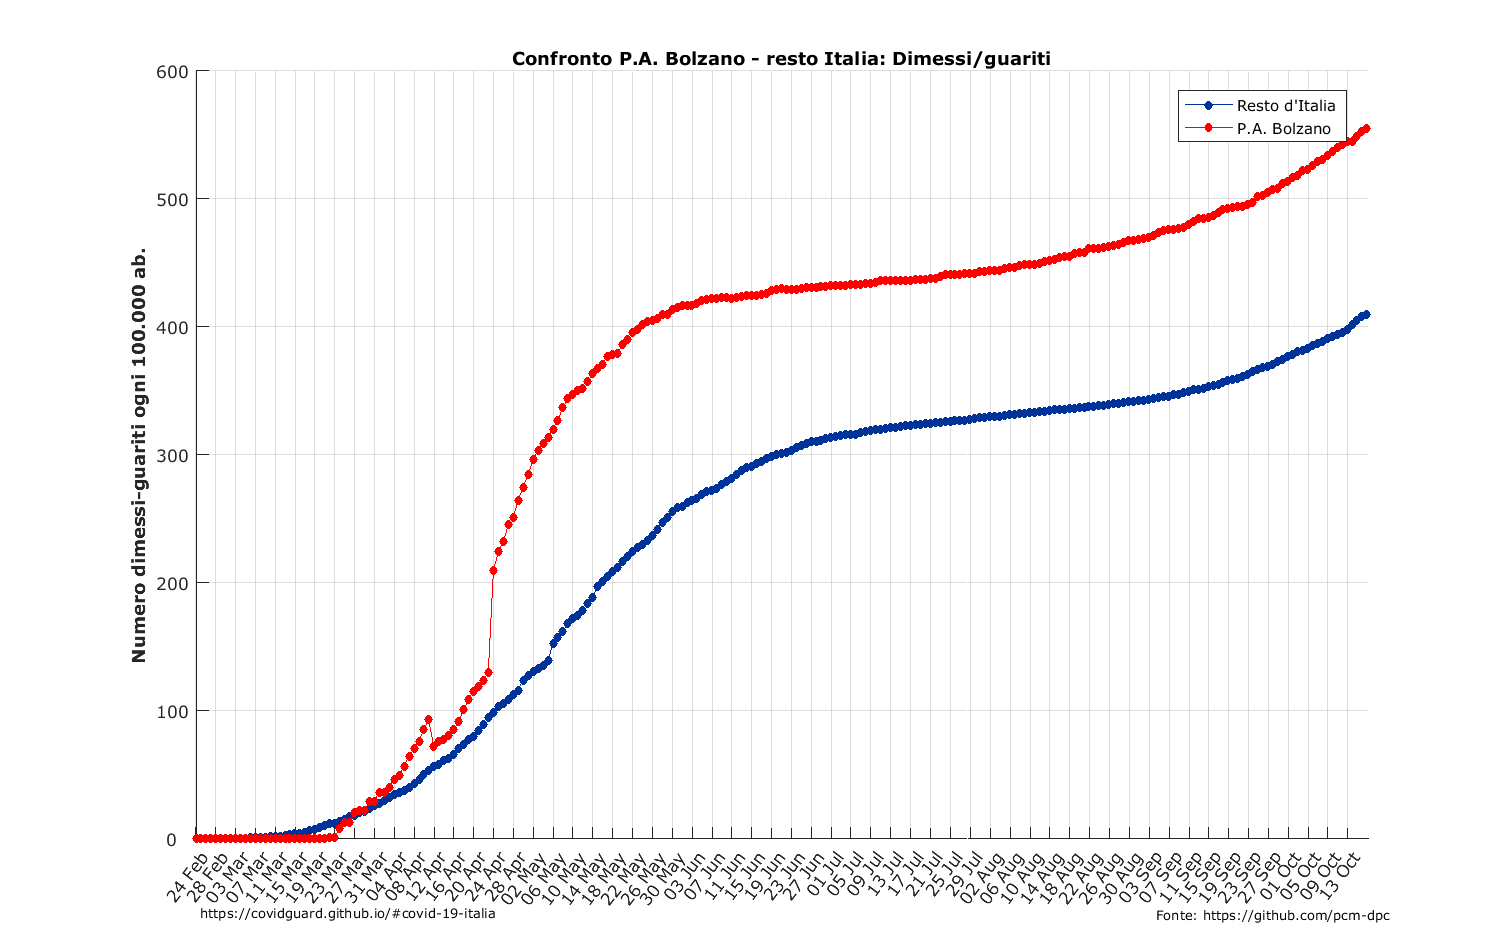 Confronto P.A. Bolzano - resto Italia: Dimessi/guariti
Numero dimessi-guariti ogni 100.000 ab.
600
500
400
300
200
100
0
Resto d'Italia
P.A. Bolzano
24 Feb
28 Feb
03 Mar
07 Mar
11 Mar
15 Mar
19 Mar
23 Mar
27 Mar
31 Mar
04 Apr
08 Apr
12 Apr
16 Apr
20 Apr
24 Apr
28 Apr
02 May
06 May
10 May
14 May
18 May
22 May
26 May
30 May
03 Jun
07 Jun
11 Jun
15 Jun
19 Jun
23 Jun
27 Jun
01 Jul
05 Jul
09 Jul
13 Jul
17 Jul
21 Jul
25 Jul
29 Jul
02 Aug
06 Aug
10 Aug
14 Aug
18 Aug
22 Aug
26 Aug
30 Aug
03 Sep
07 Sep
11 Sep
15 Sep
19 Sep
23 Sep
27 Sep
01 Oct
05 Oct
09 Oct
13 Oct
https://covidguard.github.io/#covid-19-italia
Fonte: https://github.com/pcm-dpc